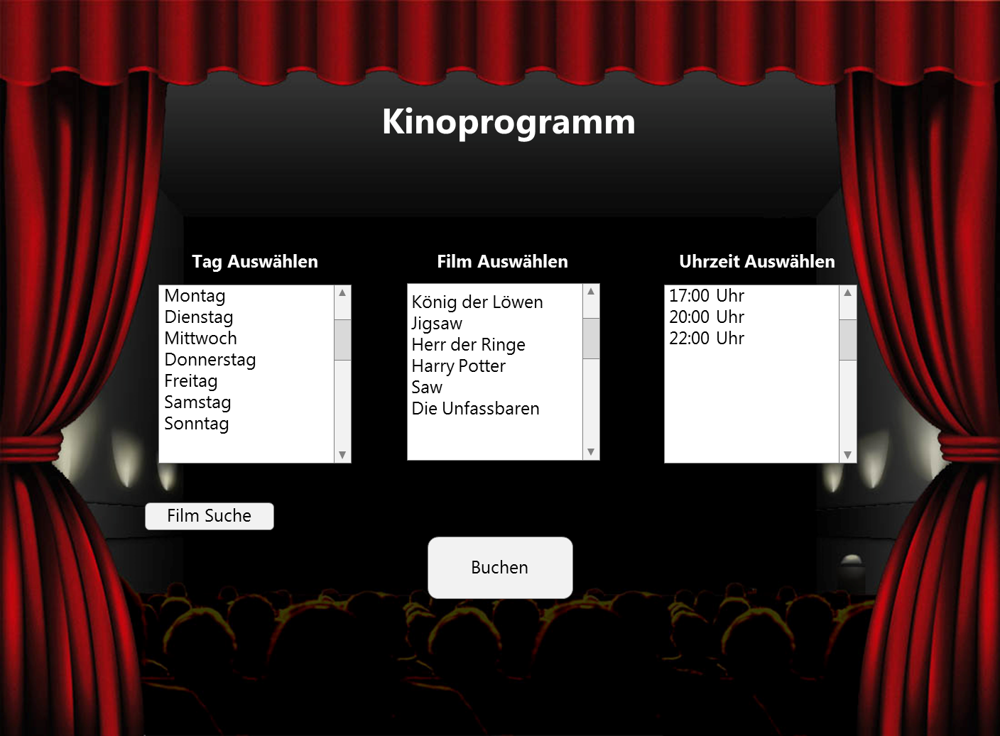 Kinoprogramm
Tag Auswählen
Montag
Dienstag
Mittwoch
Donnerstag
Freitag
Samstag
Sonntag
Film Auswählen
König der Löwen
Jigsaw
Herr der Ringe
Harry Potter
Saw
Die Unfassbaren
Uhrzeit Auswählen
17:00 Uhr
20:00 Uhr
22:00 Uhr
Film Suche
Buchen